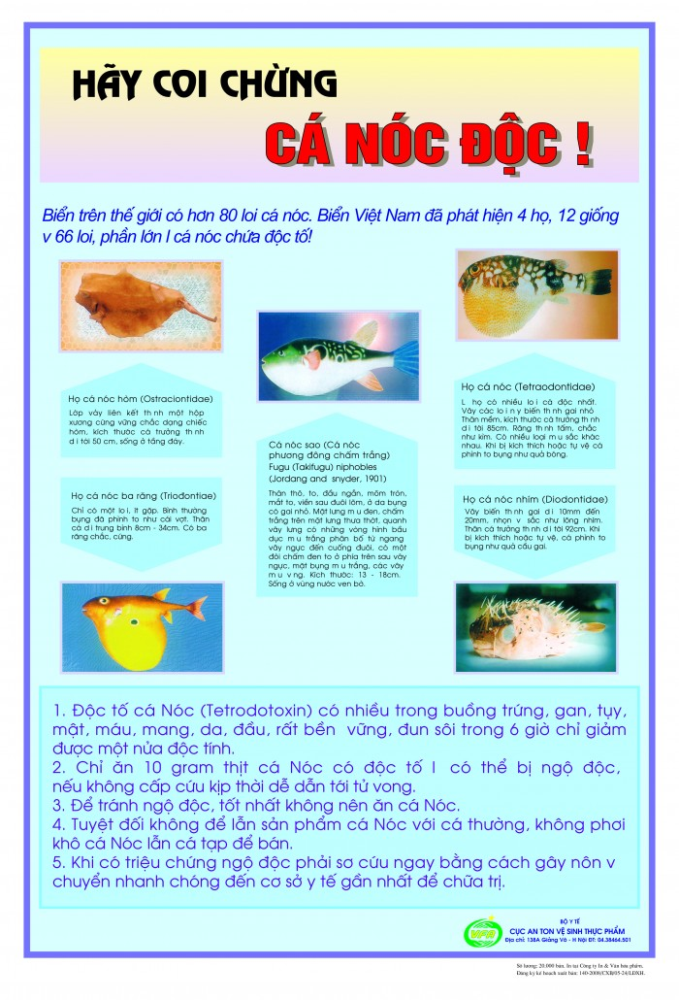 HÃY COI CHỪNG
CÁ NÓC ĐỘC !
Biển trên thế giới có hơn 80 loi cá nóc. Biển Việt Nam đã phát hiện 4 họ, 12 giống
v 66 loi, phần lớn l cá nóc chứa độc tố!
Họ cá nóc hòm (Ostraciontidae)
Lớp vảy liên kết th nh một hộp
xương cứng vững chắc dạng chiếc
hòm, kích thước cá trưởng th nh
d i tới 50 cm, sống ở tầng đáy.
Họ cá nóc ba răng (Triođontiae)
Chỉ có một lo i, ít gặp. Bình thường
bụng đã phình to như cái vợt. Thân
cá d i trung bình 8cm - 34cm. Có ba
răng chắc, cứng.
Cá nóc sao (Cá nóc
phương đông chấm trắng)
Fugu (Takifugu) niphobles
(Jordang and snyder, 1901)
Thân thô, to, đầu ngắn, mõm tròn,
mắt to, viền sau đuôi lõm, ở da bụng
có gai nhỏ. Mặt lưng m u đen, chấm
trắng trên mặt lưng thưa thớt, quanh
vây lưng có những vòng hình bầu
dục m u trắng phân bố từ ngang
vây ngực đến cuống đuôi, có một
đôi chấm đen to ở phía trên sau vây
ngực, mặt bụng m u trắng, các vây
m u v ng. Kích thước: 13 - 18cm.
Sống ở vùng nước ven bờ.
Họ cá nóc (Tetraodontidae)
L họ có nhiều lo i cá độc nhất.
Vảy các lo i n y biến th nh gai nhỏ
Thân mềm, kích thước cá trưởng th nh
d i tới 85cm. Răng th nh tấm, chắc
như kìm. Có nhiều loại m u sắc khác
nhau. Khi bị kích thích hoặc tự vệ cá
phình to bụng như quả bóng.
Họ cá nóc nhím (Diodontidae)
Vảy biến th nh gai d i 10mm đến
20mm, nhọn v sắc như lông nhím.
Thân cá trưởng th nh d i tới 92cm. Khi
bị kích thích hoặc tự vệ, cá phình to
bụng như quả cầu gai.
1. Độc tố cá Nóc (Tetrodotoxin) có nhiều trong buồng trứng, gan, tụy,
mật, máu, mang, da, đầu, rất bền vững, đun sôi trong 6 giờ chỉ giảm
được một nửa độc tính.
2. Chỉ ăn 10 gram thịt cá Nóc có độc tố l có thể bị ngộ độc,
nếu không cấp cứu kịp thời dễ dẫn tới tử vong.
3. Để tránh ngộ độc, tốt nhất không nên ăn cá Nóc.
4. Tuyệt đối không để lẫn sản phẩm cá Nóc với cá thường, không phơi
khô cá Nóc lẫn cá tạp để bán.
5. Khi có triệu chứng ngộ độc phải sơ cứu ngay bằng cách gây nôn v
chuyển nhanh chóng đến cơ sở y tế gần nhất để chữa trị.
VFA
BỘ Y TẾ
CỤC AN TON VỆ SINH THỰC PHẨM
Địa chỉ: 138A Giảng Võ - H Nội ĐT: 04.38464.501
Số lượng: 20.000 bản. In tại Công ty In & Văn hóa phẩm.
Đăng ký kế hoạch xuất bản: 140-2008/CXB/05-24/LĐXH.